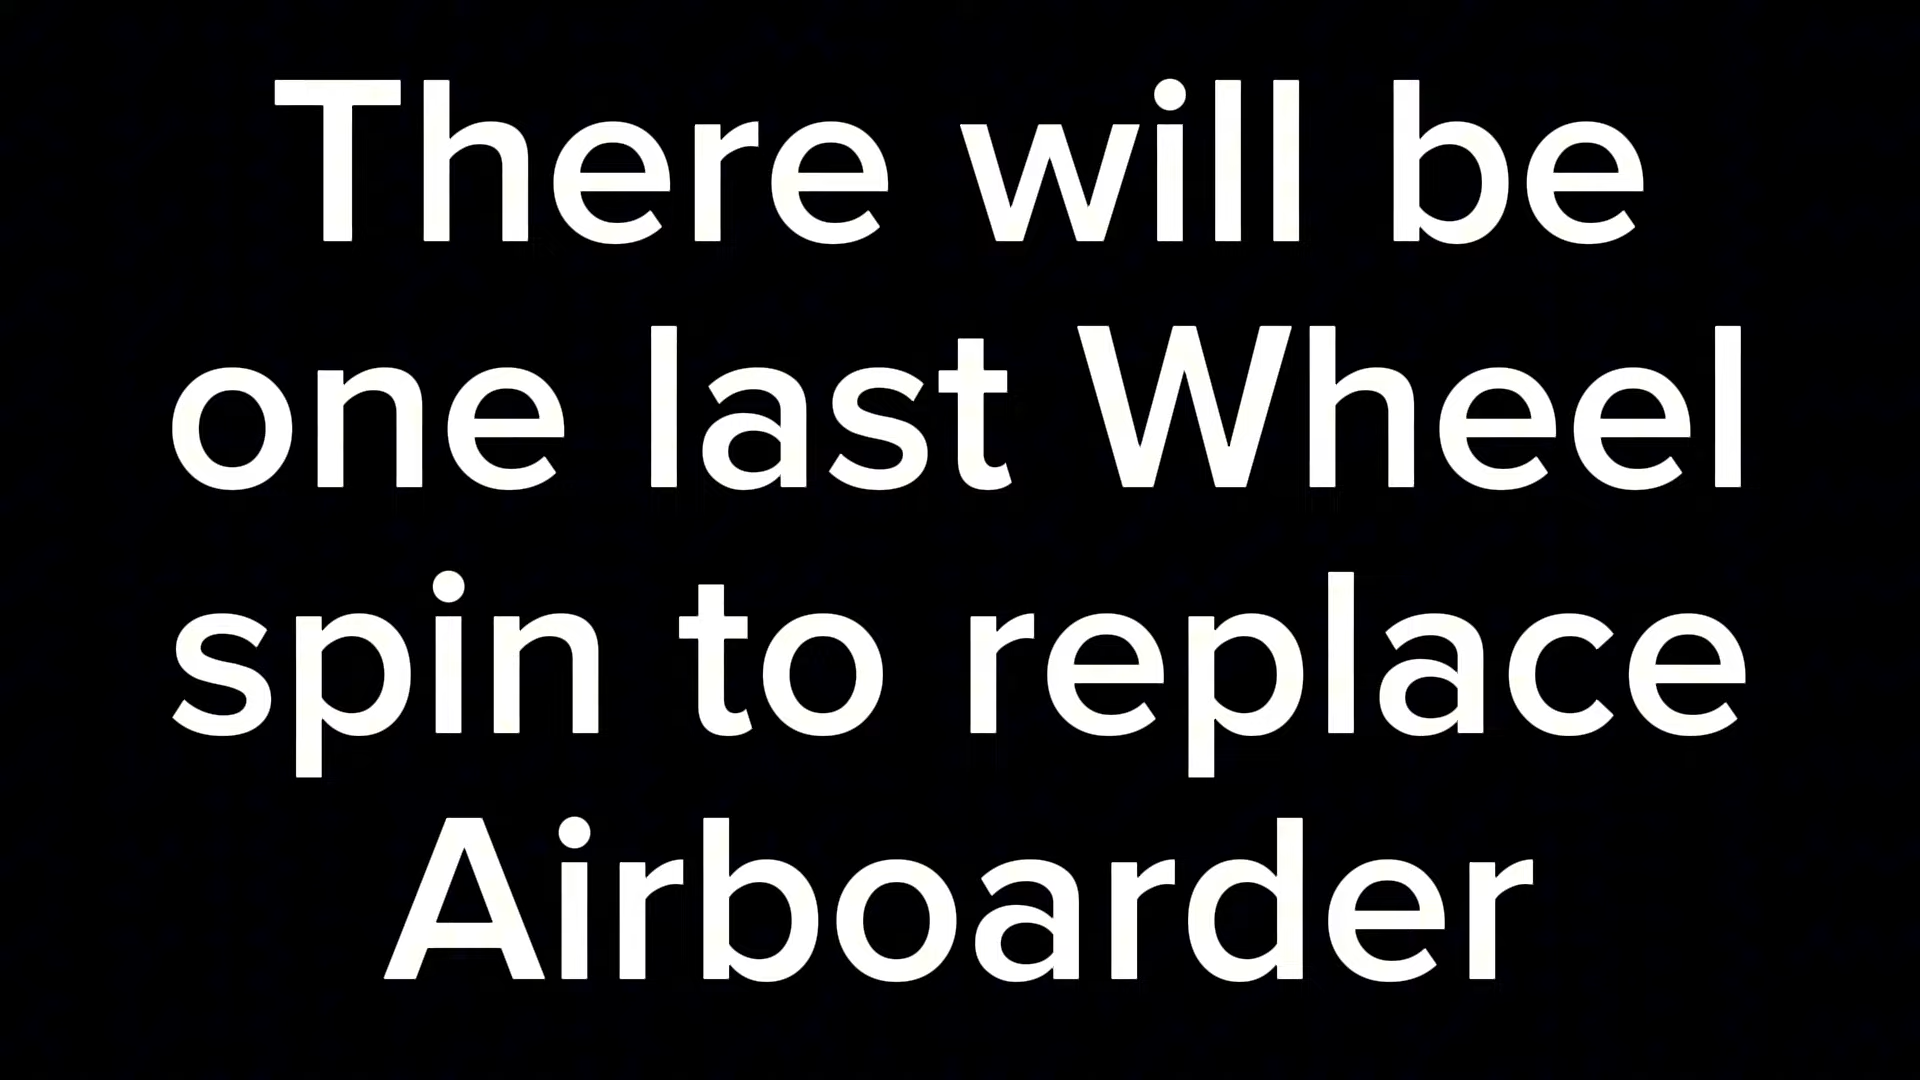 There will be
one last Wheel
spin to replace
Airboarder